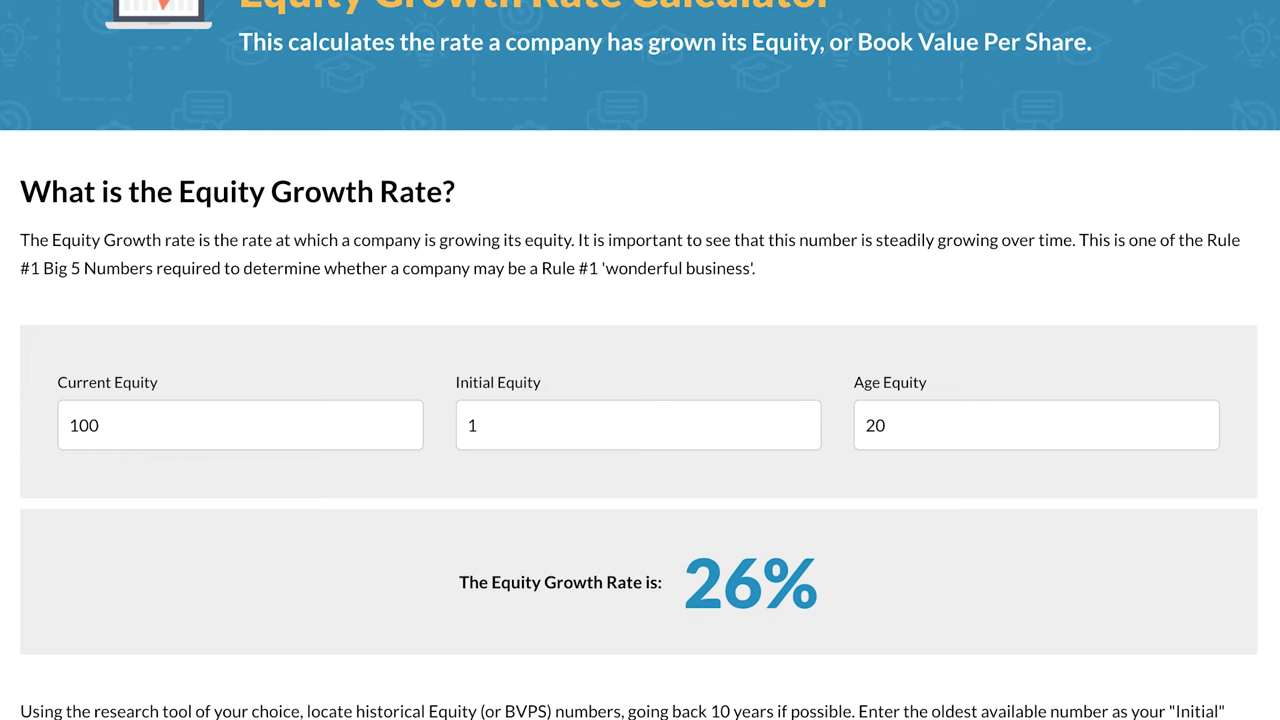 Equity Growth Rate Calculator
This calculates the rate a company has grown its Equity, or Book Value Per Share.
What is the Equity Growth Rate?
The Equity Growth rate is the rate at which a company is growing its equity. It is important to see that this number is steadily growing over time. This is one of the Rule
#1 Big 5 Numbers required to determine whether a company may be a Rule #1 'wonderful business'.
Current Equity
Initial Equity
Age Equity
100
1
20
The Equity Growth Rate is: 26%
Using the research tool of your choice, locate historical Equity (or BVPS) numbers, going back 10 years if possible. Enter the oldest available number as your "Initial"